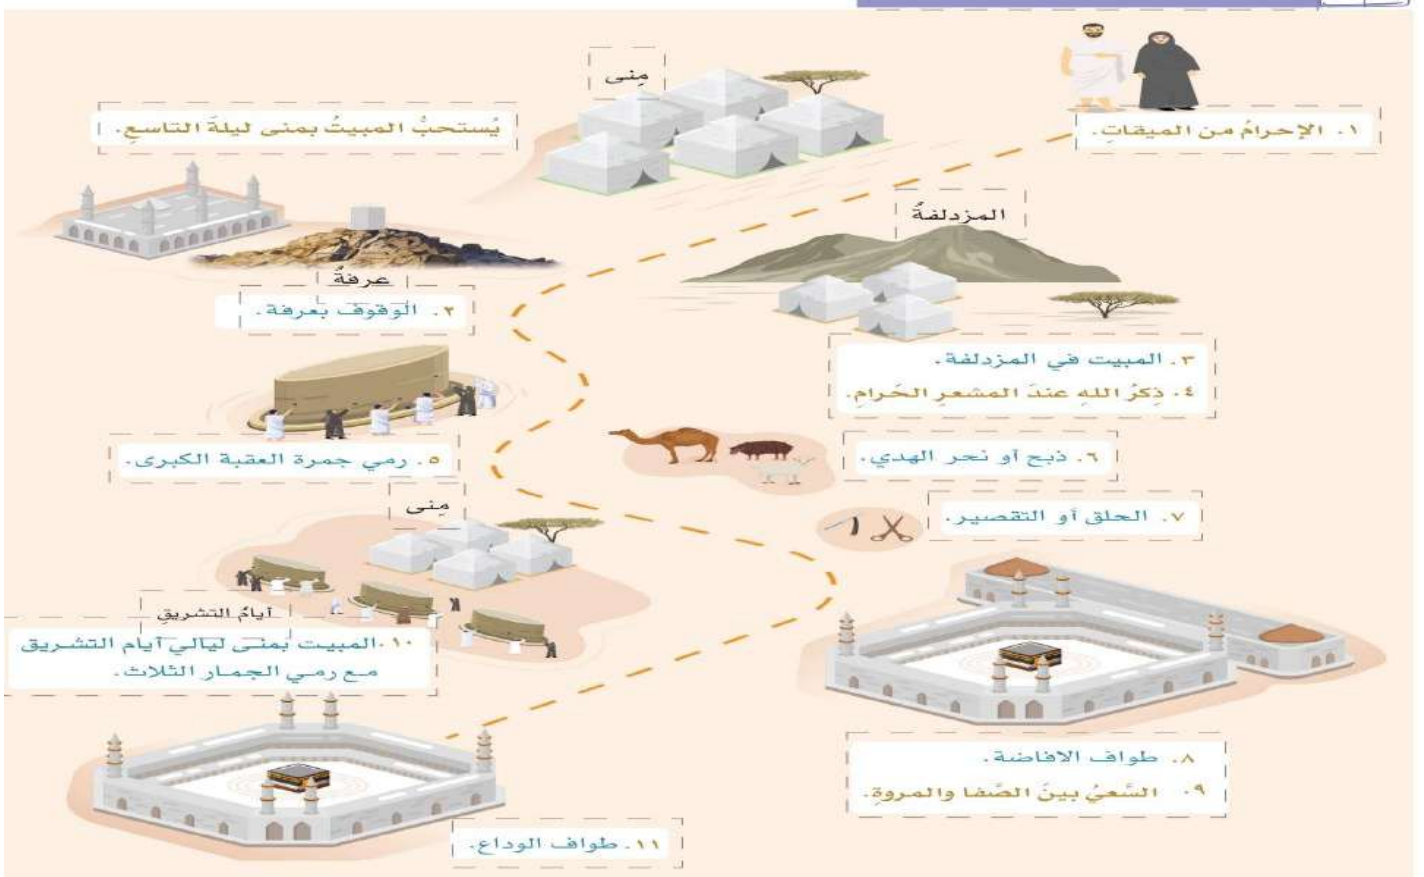 ١. الإحرامُ من الميقاتِ.
مِنى
يُستحبُّ المبيتُ بمنى ليلةَ التاسعِ.
عرفةُ
٢. الوقوف بعرفة.
المزدلفةُ
٣. المبيت في المزدلفة.
٤. ذِكرُ اللهِ عندَ المشعرِ الحَرامِ.
٥. رمي جمرة العقبة الكبرى.
٦. ذبح أو نحر الهدي.
٧. الحلق أو التقصير.
٨. طواف الافاضة.
٩. السَّعيُ بينَ الصَّفا والمروةِ.
مِنى
أيامُ التشريقِ
١٠.المبيت بمنى ليالي أيام التشريق
مع رمي الجمار الثلاث.
١١. طواف الوداع.